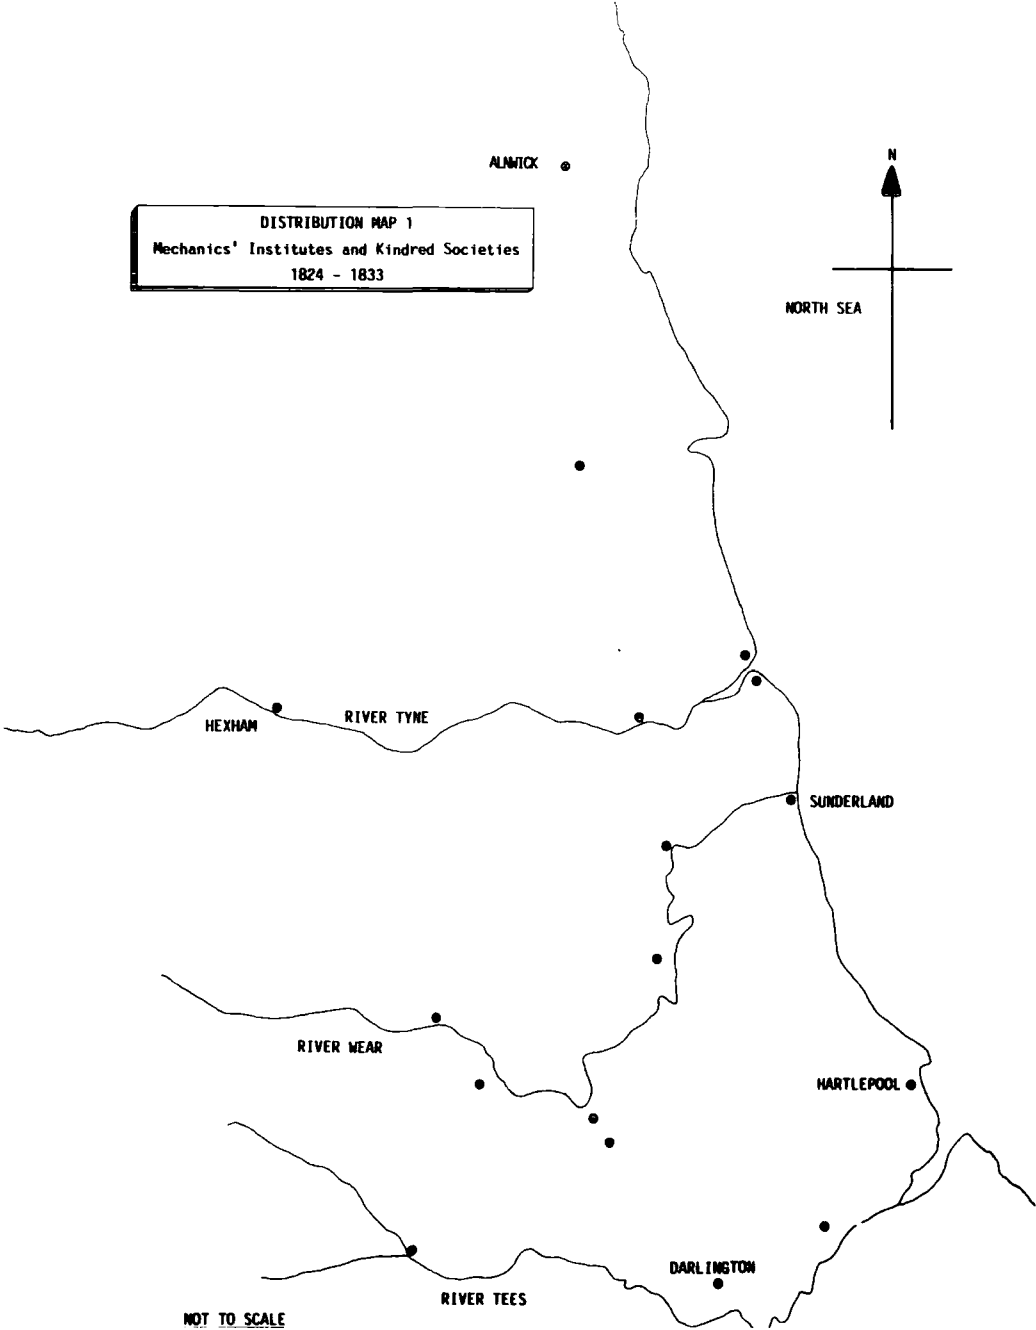 ALNWICK
N
DISTRIBUTION MAP 1
Mechanics' Institutes and Kindred Societies
1824 - 1833
NORTH SEA
HEXHAM
RIVER TYNE
SUNDERLAND
RIVER WEAR
HARTLEPOOL
DARLINGTON
RIVER TEES
NOT TO SCALE